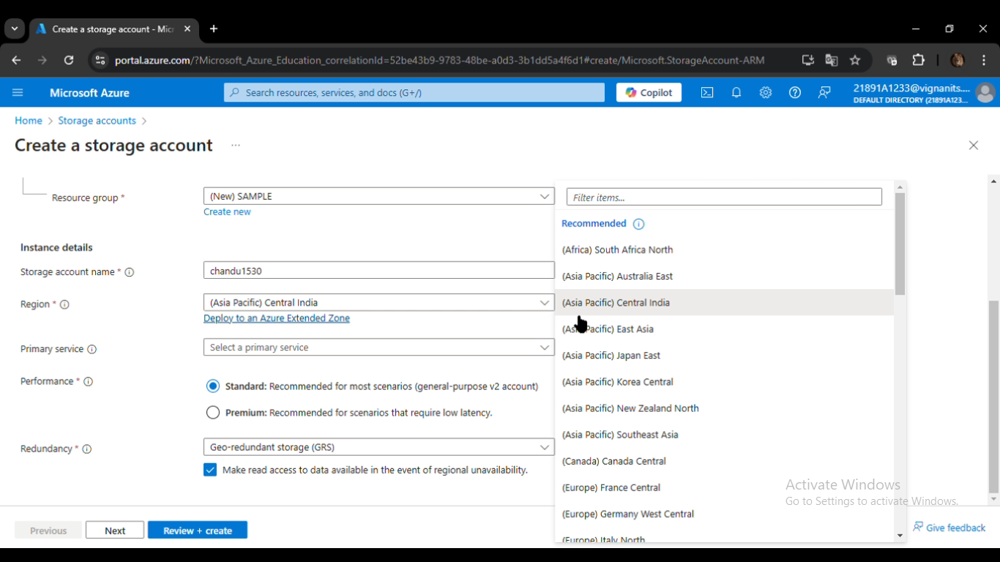 Create a storage account - Mic
portal.azure.com/?Microsoft_Azure_Education_correlationId=52be43b9-9783-48be-a0d3-3b1dd5a4f6d1#create/Microsoft.StorageAccount-ARM
Microsoft Azure
Search resources, services, and docs (G+/)
Copilot
21891A1233@vignanits....
DEFAULT DIRECTORY (21891A123...
Home > Storage accounts >
Create a storage account ...
Resource group *
(New) SAMPLE
Create new
Instance details
Storage account name *
chandu1530
Region *
(Asia Pacific) Central India
Deploy to an Azure Extended Zone
Primary service
Select a primary service
Performance *
Standard: Recommended for most scenarios (general-purpose v2 account)
Premium: Recommended for scenarios that require low latency.
Redundancy *
Geo-redundant storage (GRS)
Make read access to data available in the event of regional unavailability.
Filter items...
Recommended
(Africa) South Africa North
(Asia Pacific) Australia East
(Asia Pacific) Central India
(Asia Pacific) East Asia
(Asia Pacific) Japan East
(Asia Pacific) Korea Central
(Asia Pacific) New Zealand North
(Asia Pacific) Southeast Asia
(Canada) Canada Central
(Europe) France Central
(Europe) Germany West Central
(Europe) Italy North
Activate Windows
Go to Settings to activate Windows.
Previous
Next
Review + create
Give feedback